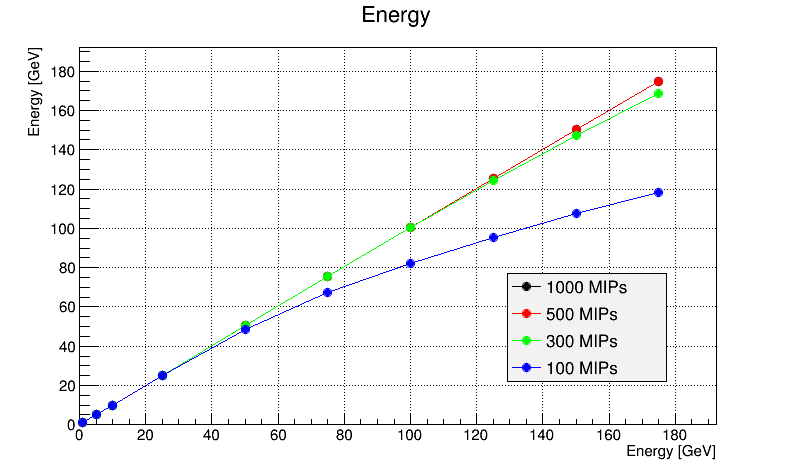 Energy
Energy [GeV]
180
160
140
120
100
80
60
40
20
0
0 20 40 60 80 100 120 140 160 180
Energy [GeV]
1000 MIPs
500 MIPs
300 MIPs
100 MIPs